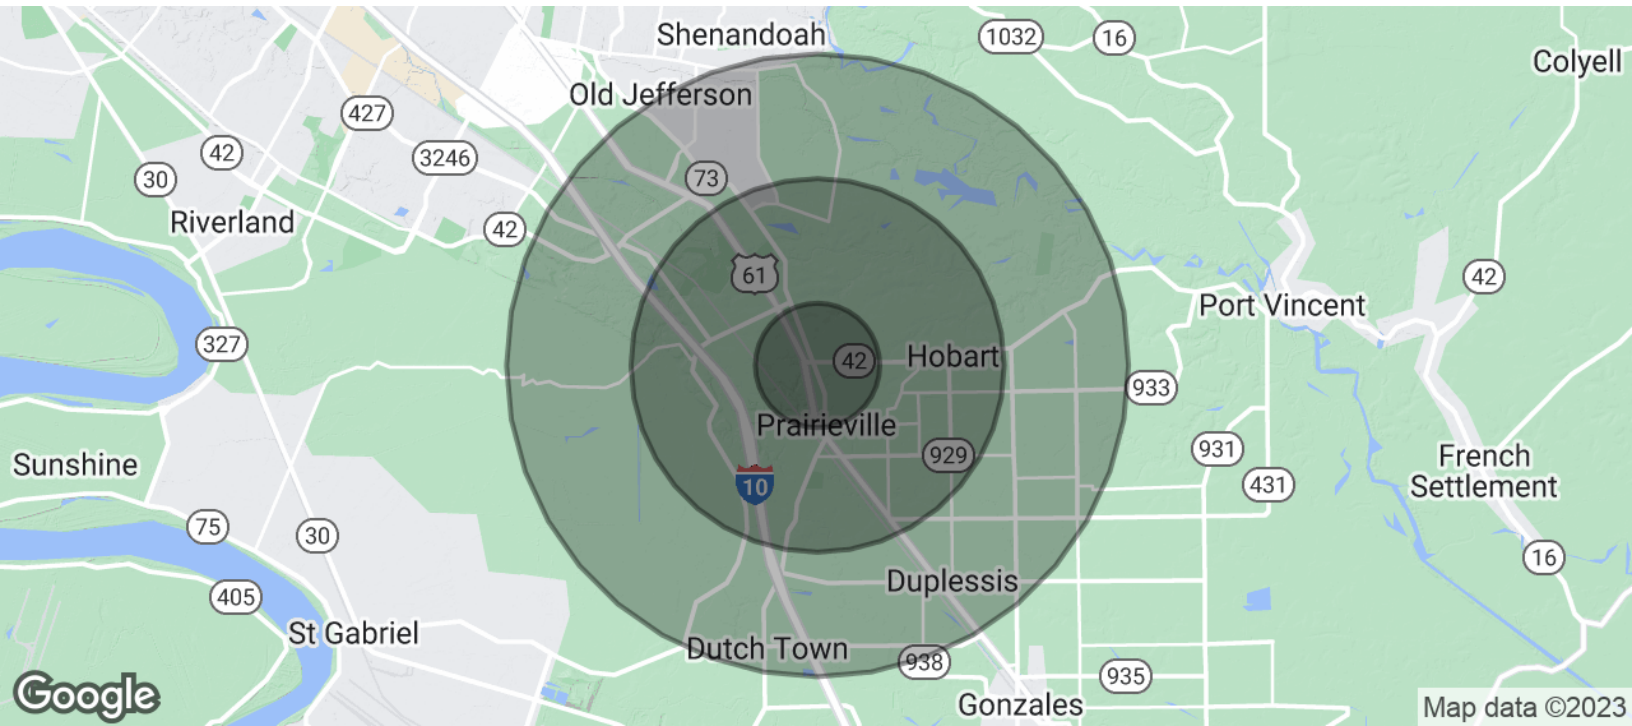 Shenandoah
1032
16
Colyell
Old Jefferson
427
42
3246
30
73
Riverland
42
61
42
Port Vincent
327
42
Hobart
933
Prairieville
929
931
Sunshine
French
Settlement
10
431
75
30
16
405
Duplessis
St Gabriel
Dutch Town
938
935
Google
Gonzales
Map data ©2023